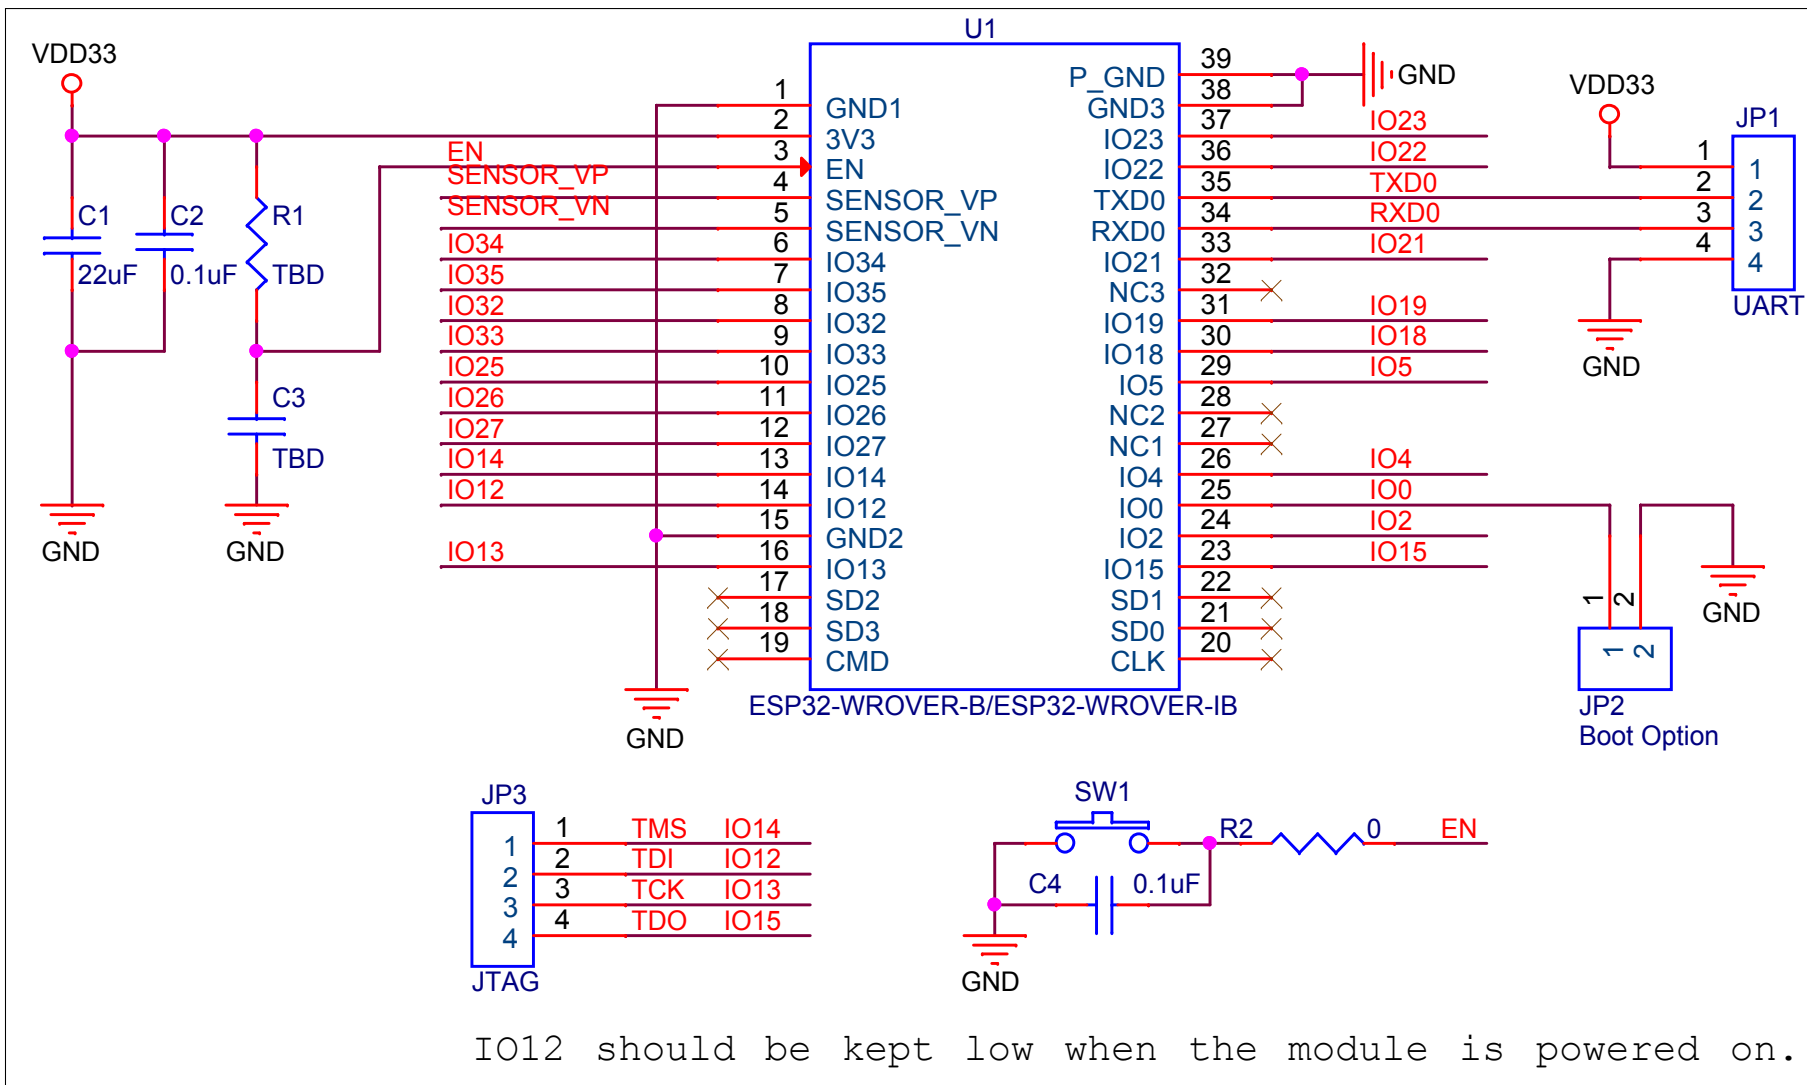 U1
VDD33
C1
22uF
C2
0.1uF
R1
TBD
C3
TBD
GND
GND
EN
SENSOR_VP
SENSOR_VN
IO34
IO35
IO32
IO33
IO25
IO26
IO27
IO14
IO12
IO13
1 GND1
2 3V3
3 EN
4 SENSOR_VP
5 SENSOR_VN
6 IO34
7 IO35
8 IO32
9 IO33
10 IO25
11 IO26
12 IO27
13 IO14
14 IO12
15 GND2
16 IO13
17 SD2
18 SD3
19 CMD
GND
P_GND 39
GND3 38
IO23 37 IO23
IO22 36 IO22
TXD0 35 TXD0
RXD0 34 RXD0
IO21 33 IO21
NC3 32
IO19 31 IO19
IO18 30 IO18
IO5 29 IO5
NC2 28
NC1 27
IO4 26 IO4
IO0 25 IO0
IO2 24 IO2
IO15 23 IO15
SD1 22
SD0 21
CLK 20
ESP32-WROVER-B/ESP32-WROVER-IB
GND
VDD33
JP1
1 1
2 2
3 3
4 4
UART
GND
GND
1 2
1 2
JP2
Boot Option
JP3
1 1 TMS IO14
2 2 TDI IO12
3 3 TCK IO13
4 4 TDO IO15
JTAG
SW1
R2 0 EN
C4 0.1uF
GND
IO12 should be kept low when the module is powered on.